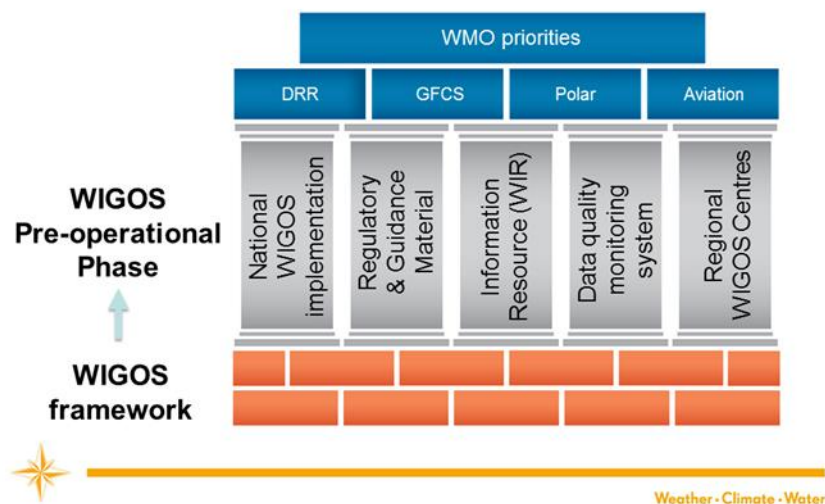 WMO priorities
DRR
GFCS
Polar
Aviation
WIGOS
Pre-operational
Phase
National
WIGOS
implementation
Regulatory
& Guidance
Material
Information
Resource (WIR)
Data quality
monitoring
system
Regional
WIGOS Centres
WIGOS
framework
Weather · Climate · Water